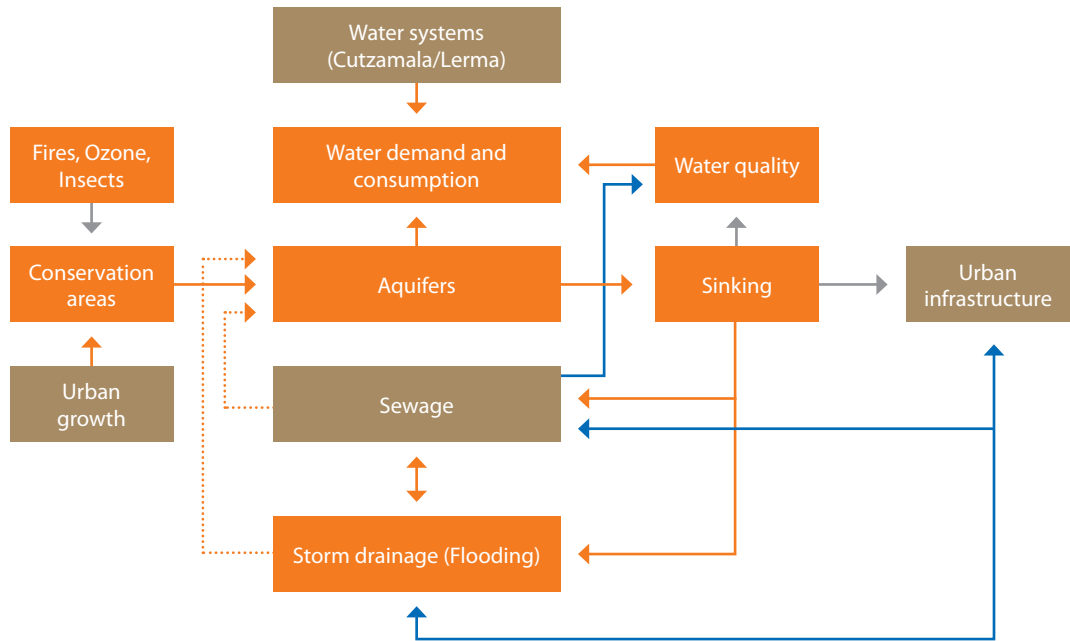 Water systems
(Cutzamala/Lerma)
Fires, Ozone,
Insects
Water demand and
consumption
Water quality
Conservation
areas
Aquifers
Sinking
Urban
infrastructure
Urban
growth
Sewage
Storm drainage (Flooding)